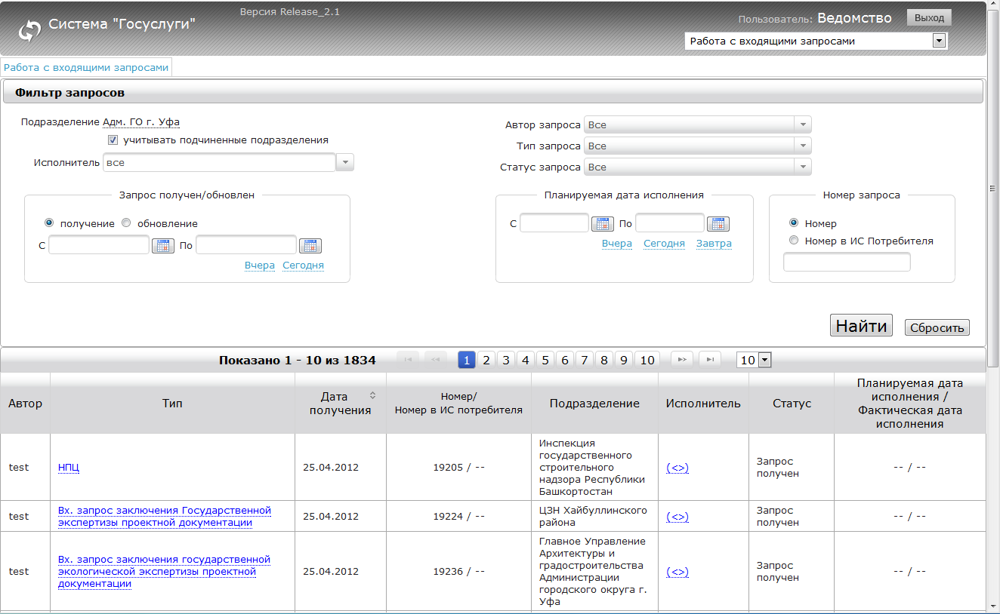 Версия Release_2.1
Система "Госуслуги"
Пользователь: Ведомство Выход
Работа с входящими запросами
Работа с входящими запросами
Фильтр запросов
Подразделение Адм. ГО г. Уфа
учитывать подчиненные подразделения
Исполнитель все
Автор запроса Все
Тип запроса Все
Статус запроса Все
Запрос получен/обновлен
получение обновление
С По
Вчера Сегодня
Планируемая дата исполнения
С По
Вчера Сегодня Завтра
Номер запроса
Номер
Номер в ИС Потребителя
Найти Сбросить
Показано 1 - 10 из 1834 1 2 3 4 5 6 7 8 9 10 10
Автор
Тип
Дата
получения
Номер/
Номер в ИС потребителя
Подразделение
Исполнитель
Статус
Планируемая дата
исполнения /
Фактическая дата
исполнения
test
НПЦ
25.04.2012
19205 / --
Инспекция
государственного
строительного
надзора Республики
Башкортостан
(<>)
Запрос
получен
-- / --
test
Вх. запрос заключения Государственной
экспертизы проектной документации
25.04.2012
19224 / --
ЦЗН Хайбуллинского
района
(<>)
Запрос
получен
-- / --
test
Вх. запрос заключения государственной
экологической экспертизы проектной
документации
25.04.2012
19236 / --
Главное Управление
Архитектуры и
градостроительства
Администрации
городского округа г.
Уфа
(<>)
Запрос
получен
-- / --